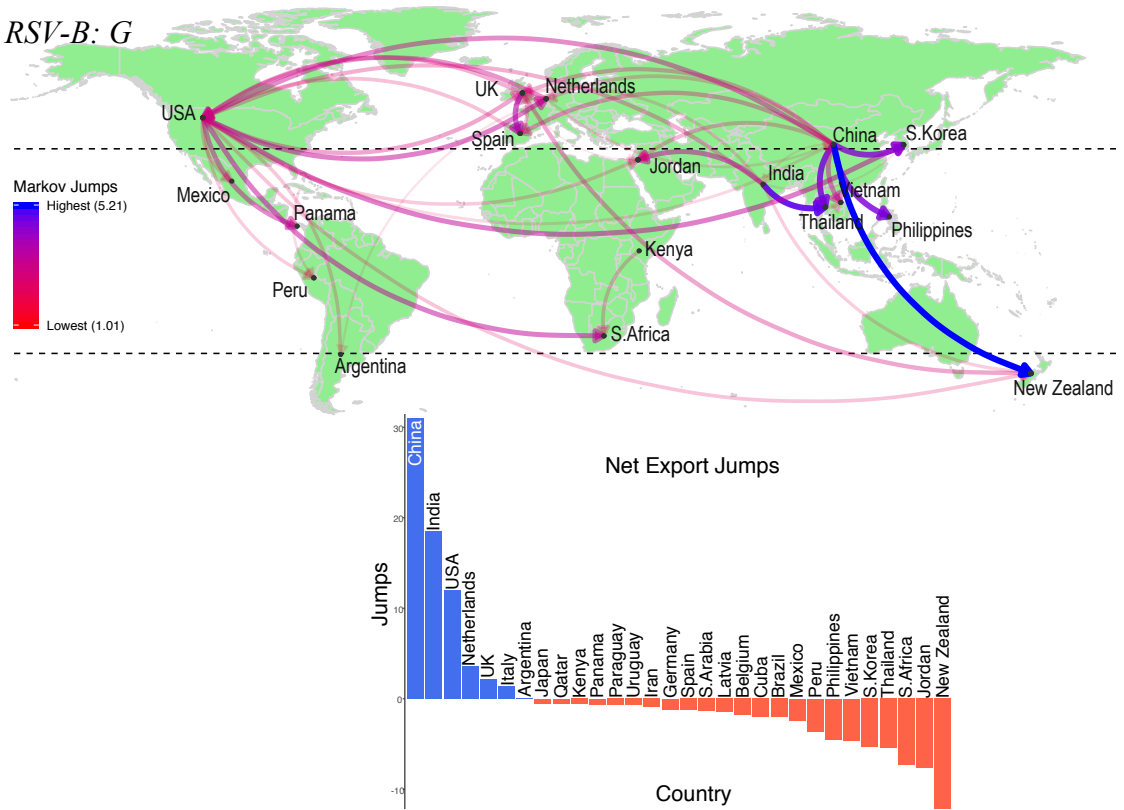 RSV-B: G
UK
Netherlands
USA
Spain
China
S.Korea
Jordan
India
Mexico
Vietnam
Panama
Thailand
Philippines
Kenya
Peru
S.Africa
Argentina
New Zealand
Markov Jumps
Highest (5.21)
Lowest (1.01)
Net Export Jumps
Jumps
30
20
10
0
-10
China
India
USA
Netherlands
UK
Italy
Argentina
Japan
Qatar
Kenya
Panama
Paraguay
Uruguay
Iran
Germany
Spain
S.Arabia
Latvia
Belgium
Cuba
Brazil
Mexico
Peru
Philippines
Vietnam
S.Korea
Thailand
S.Africa
Jordan
New Zealand
Country